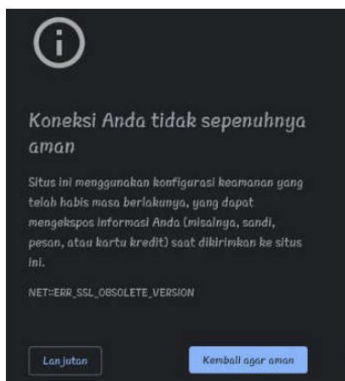 Koneksi Anda tidak sepenuhnya
aman
Situs ini menggunakan konfigurasi keamanan yang
telah habis masa berlakunya, yang dapat
mengekspos informasi Anda (misalnya, sandi,
pesan, atau kartu kredit) saat dikirimkan ke situs
ini.
NET::ERR_SSL_OBSOLETE_VERSION
Lanjutan
Kembali agar aman